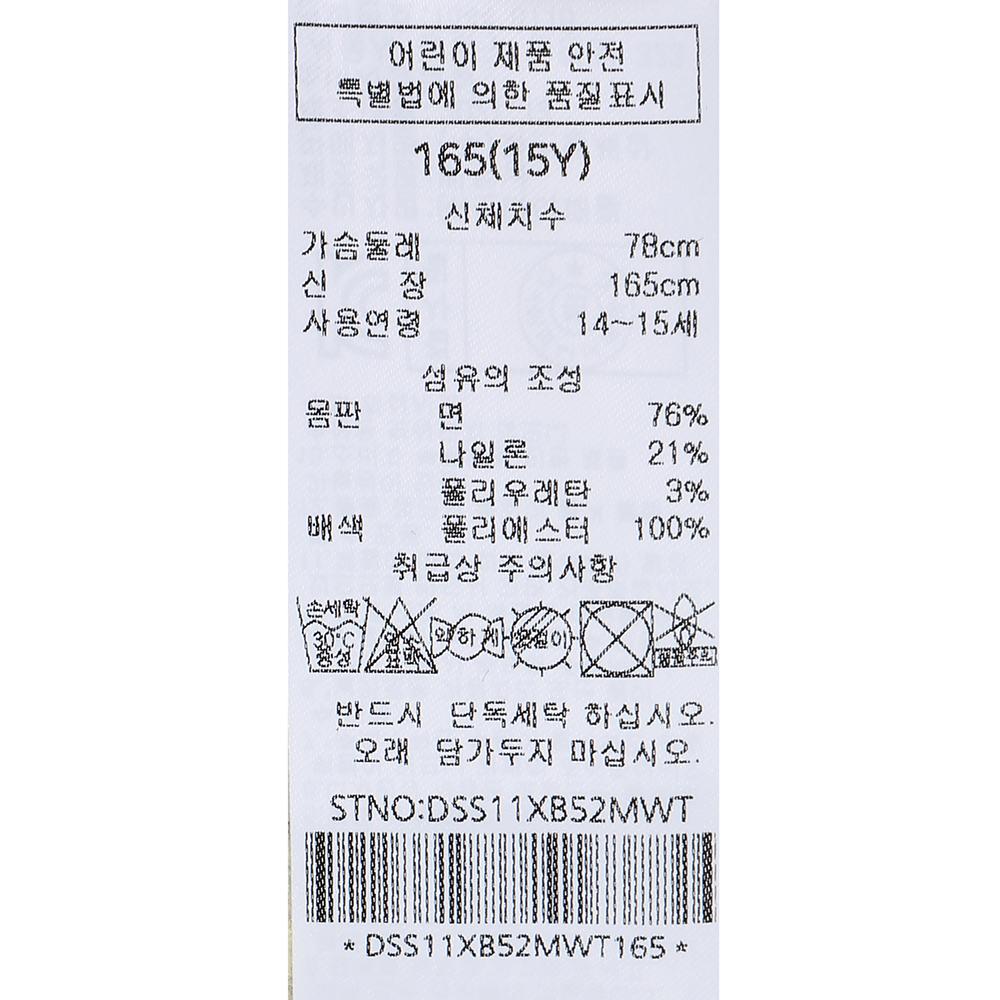 어린이 제품 안전
특별법에 의한 품질표시
165(15Y)
신체치수
가슴둘레 78cm
신 장 165cm
사용연령 14~15세
섬유의 조성
몸판 면 76%
나일론 21%
폴리우레탄 3%
배색 폴리에스터 100%
취급상 주의사항
손세탁
30°C
중성
약하게
옷걸이
반드시 단독세탁 하십시오.
오래 담가두지 마십시오.
STNO:DSS11XB52MWT
* DSS11XB52MWT165 *